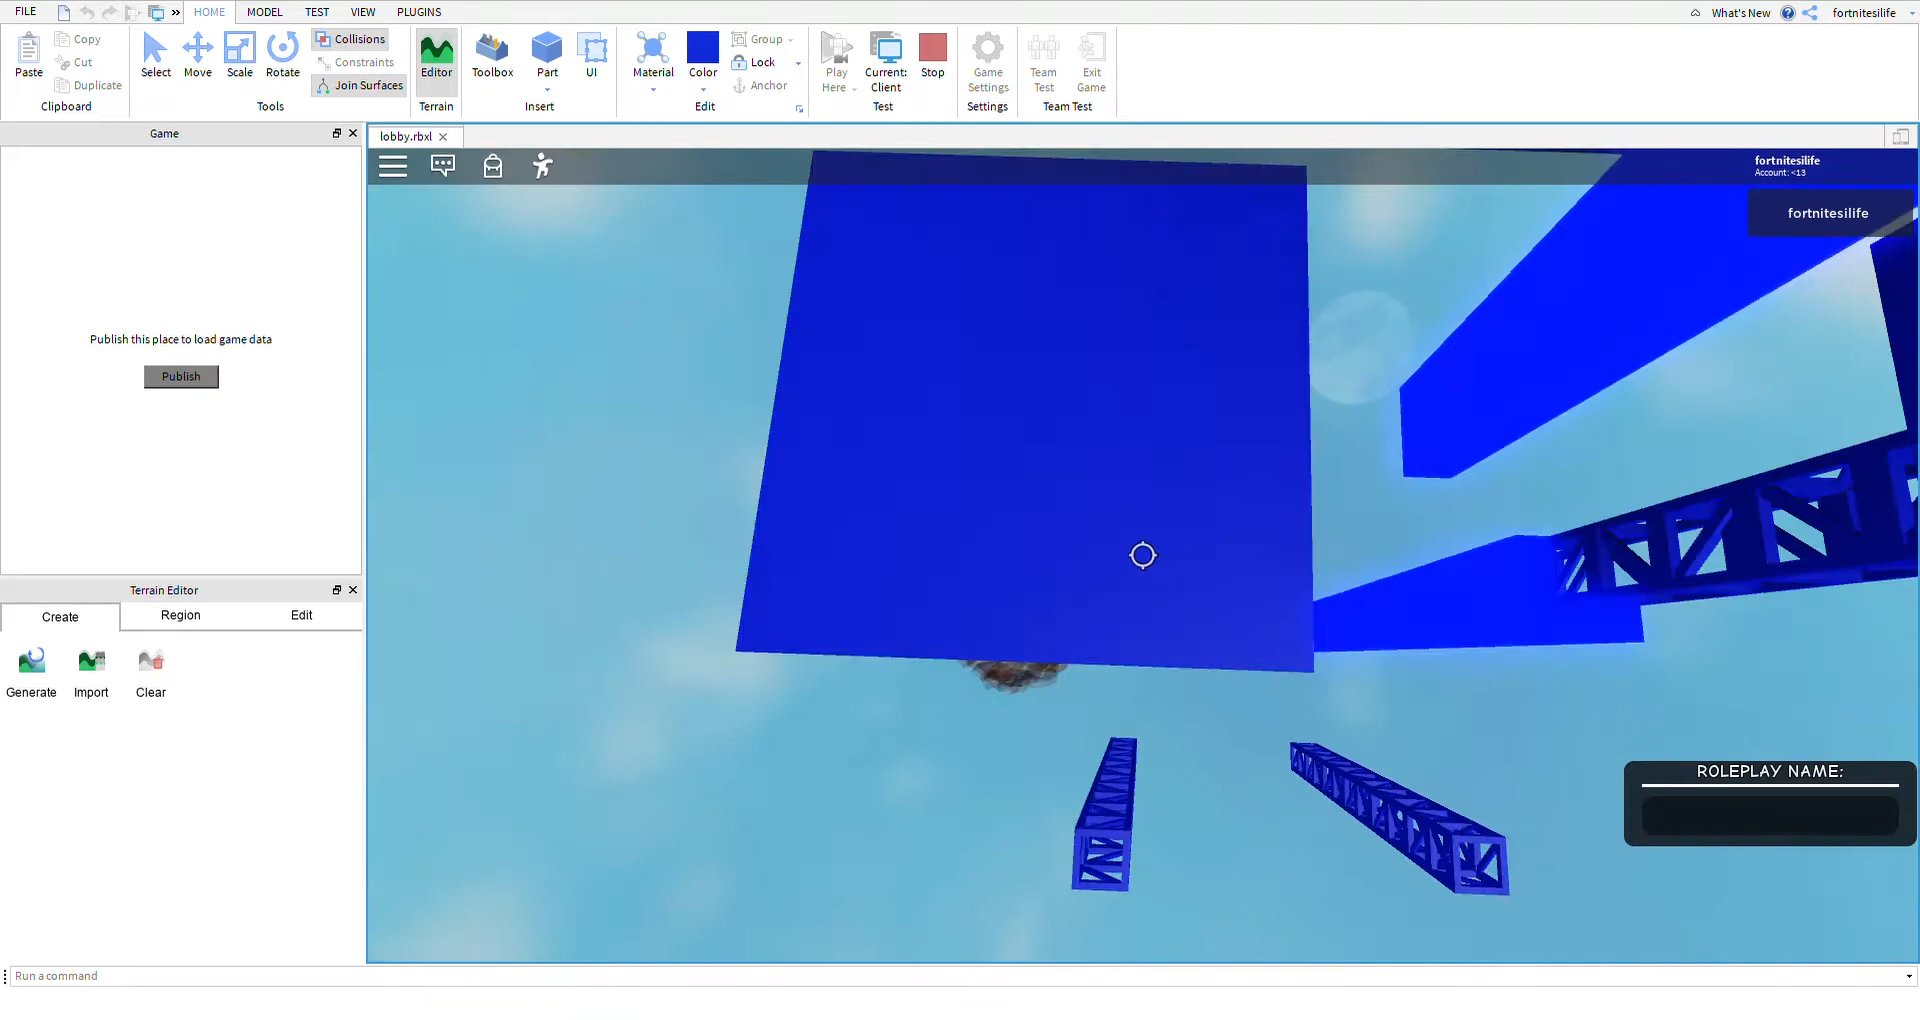 FILE HOME MODEL TEST VIEW PLUGINS What's New fortnitesilife
Paste Copy Cut Duplicate
Clipboard
Select Move Scale Rotate Collisions Constraints Join Surfaces
Tools
Editor
Terrain
Toolbox Part UI
Insert
Material Color Group Lock Anchor
Edit
Play Here Current: Client Stop
Test
Game Settings
Settings
Team Test Exit Game
Team Test
Game
Publish this place to load game data
Publish
Terrain Editor
Create Region Edit
Generate Import Clear
lobby.rbxl
fortnitesilife
Account: <13
fortnitesilife
ROLEPLAY NAME:
Run a command